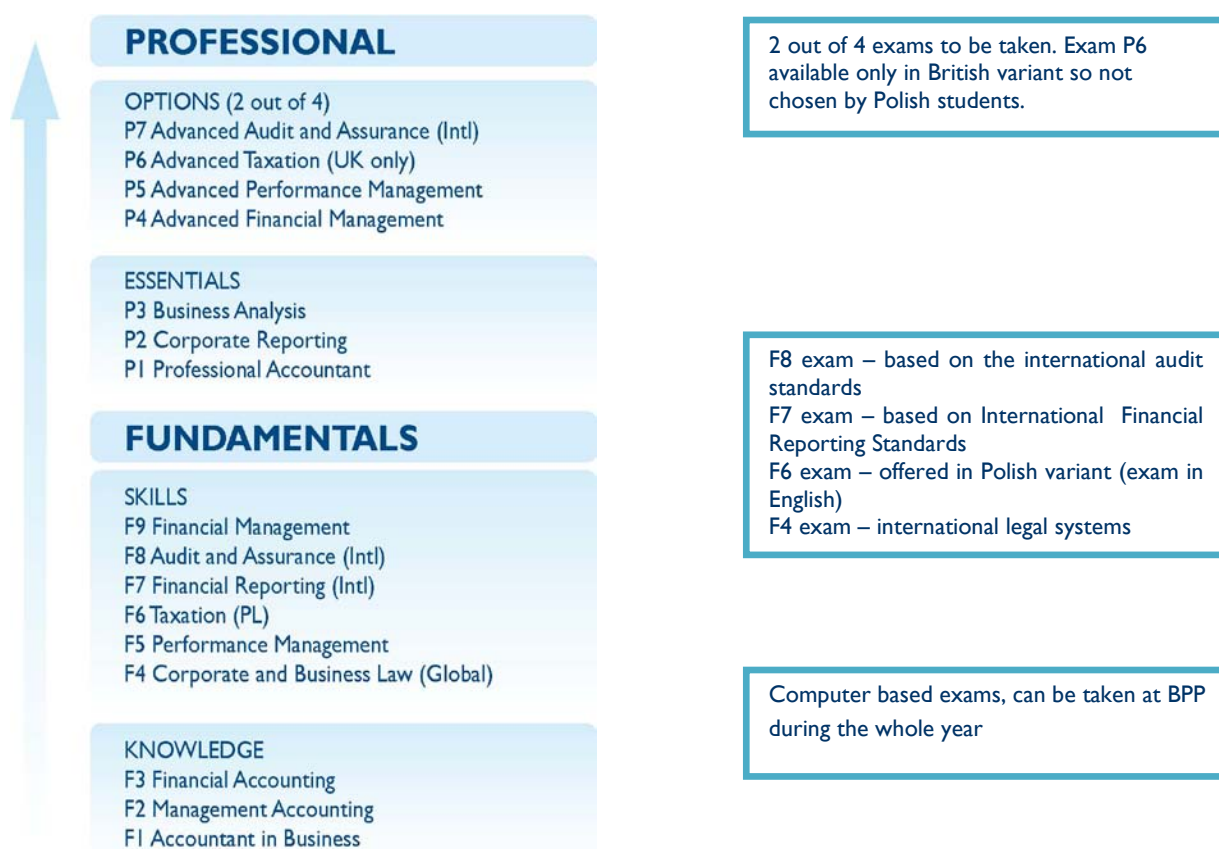 PROFESSIONAL
OPTIONS (2 out of 4)
P7 Advanced Audit and Assurance (Intl)
P6 Advanced Taxation (UK only)
P5 Advanced Performance Management
P4 Advanced Financial Management
ESSENTIALS
P3 Business Analysis
P2 Corporate Reporting
P1 Professional Accountant
FUNDAMENTALS
SKILLS
F9 Financial Management
F8 Audit and Assurance (Intl)
F7 Financial Reporting (Intl)
F6 Taxation (PL)
F5 Performance Management
F4 Corporate and Business Law (Global)
KNOWLEDGE
F3 Financial Accounting
F2 Management Accounting
F1 Accountant in Business
2 out of 4 exams to be taken. Exam P6
available only in British variant so not
chosen by Polish students.
F8 exam – based on the international audit
standards
F7 exam – based on International Financial
Reporting Standards
F6 exam – offered in Polish variant (exam in
English)
F4 exam – international legal systems
Computer based exams, can be taken at BPP
during the whole year